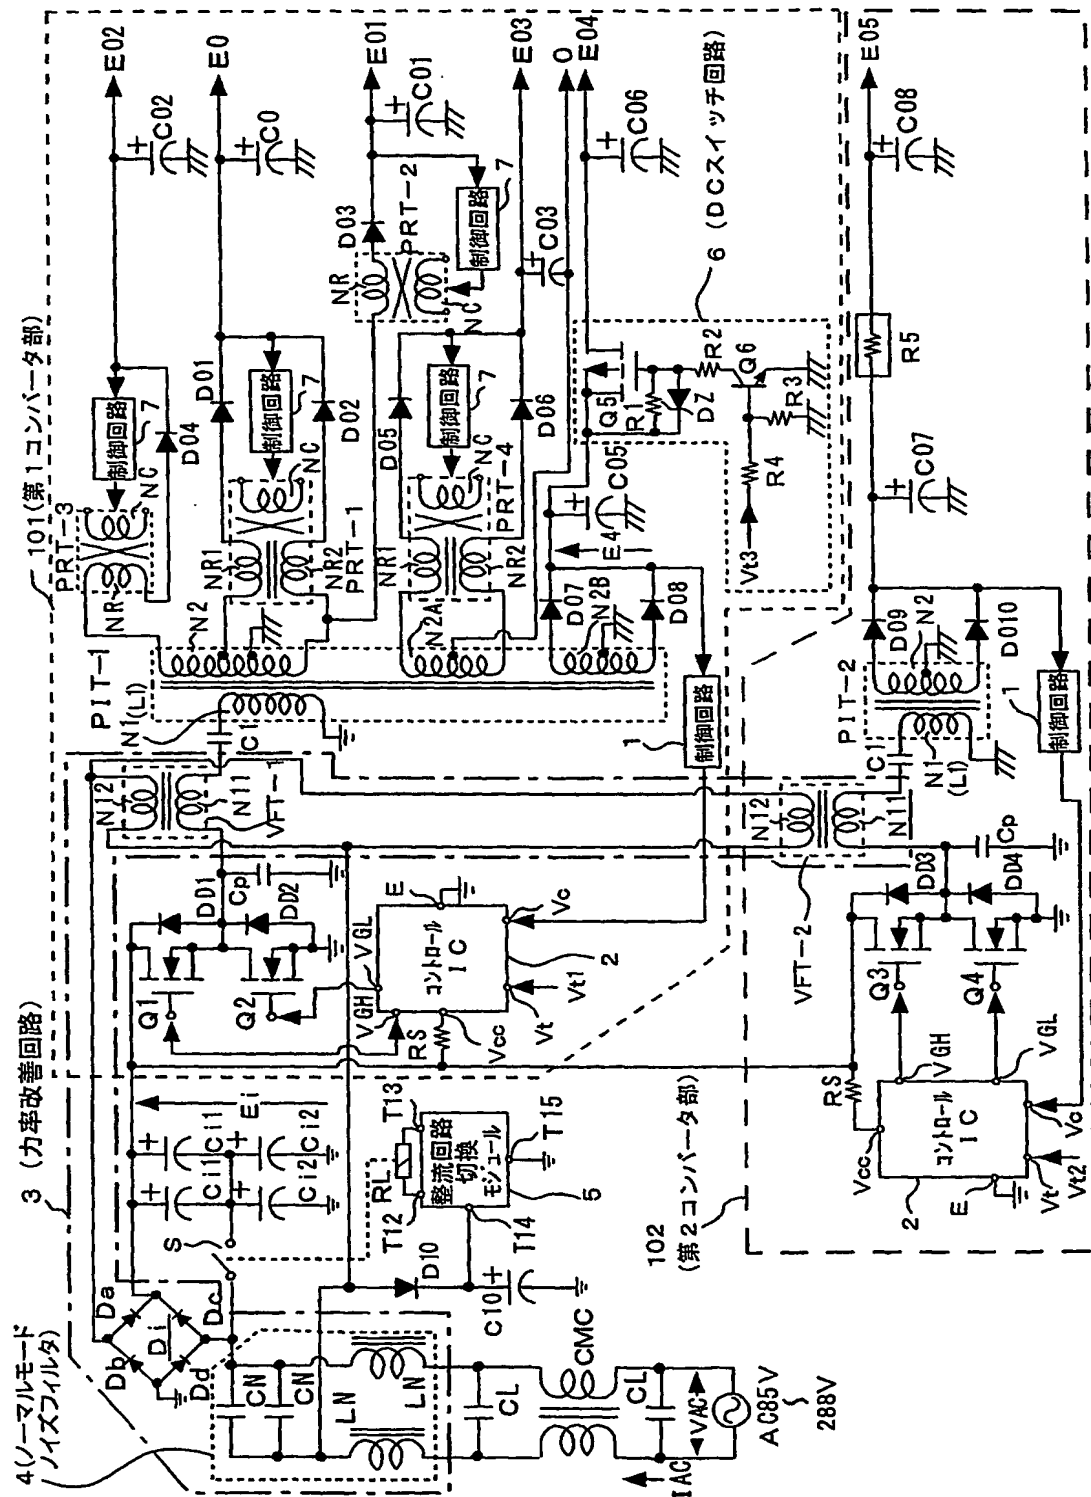 3 (力率改善回路)
4(ノーマルモード
ノイズフィルタ)
Da
Db
Dc
Dd
Di
S
CN
CN
LN
LN
CL
CMC
CL
VAC
IAC
AC85V
288V
D10
C10
+
RL
T12
T13
T14
T15
整流回路
切換
モジュール
5
Ei
+
Ci1
+
Ci1
+
Ci2
+
Ci2
101(第1コンバータ部)
Q1
Q2
DD1
DD2
Cp
VGH
VGL
RS
Vcc
E
Vc
Vt
Vt1
コントロール
IC
2
Ni2
Ni1
VFT-1
C1
N1
(L1)
PIT-1
N2
N2A
N2B
PRT-3
NR
NC
制御回路
7
D04
+
C02
E02
NR1
NR2
PRT-1
NC
D01
D02
制御回路
7
+
C0
E0
NR
NC
PRT-2
D03
制御回路
7
+
C01
E01
NR1
NR2
PRT-4
NC
D05
D06
制御回路
7
+
C03
E03
0
D07
D08
E4
+
C05
制御回路
1
Q5
R1
DZ
R2
Q6
R3
R4
Vt3
6 (DCスイッチ回路)
+
C06
E04
102
(第2コンバータ部)
RS
Vcc
コントロール
IC
2
E
Vt
Vt2
Vc
VGH
VGL
Q3
Q4
DD3
DD4
Cp
VFT-2
Ni2
Ni1
C1
N1
(L1)
PIT-2
N2
D09
D010
制御回路
1
+
C07
R5
+
C08
E05